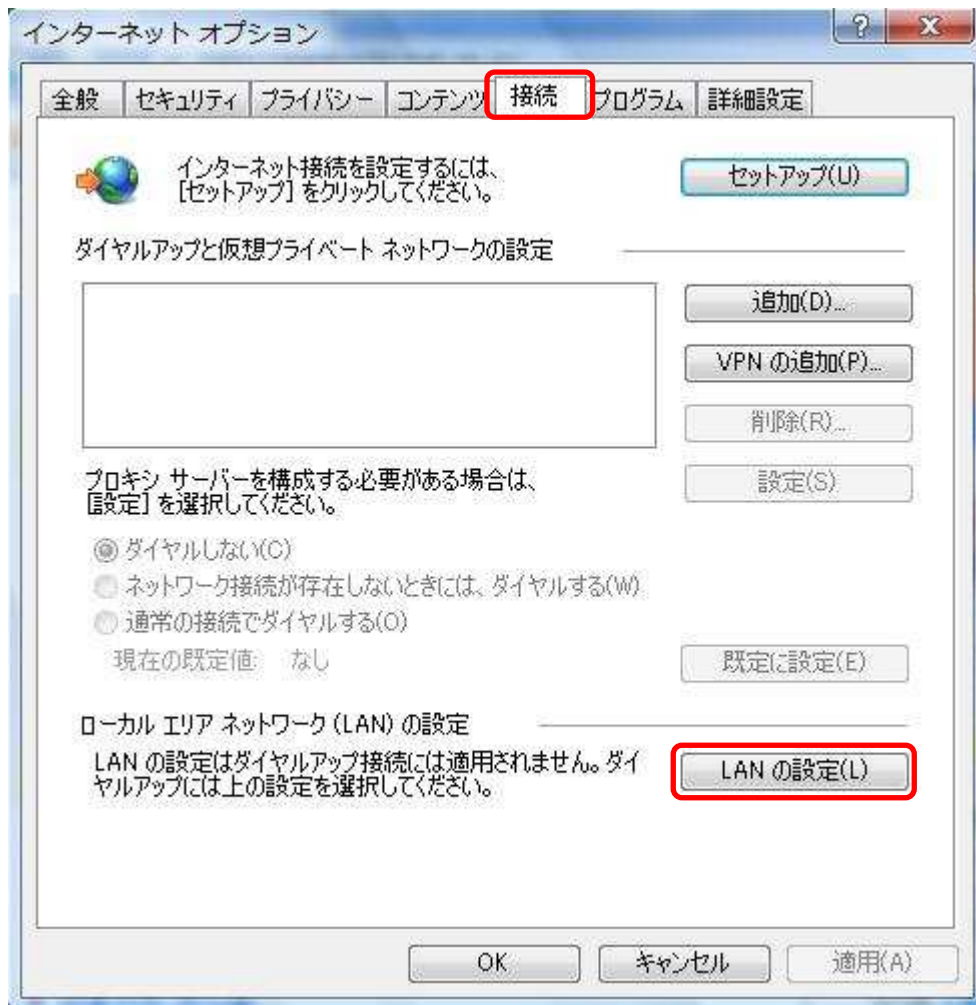 インターネット オプション
全般 セキュリティ プライバシー コンテンツ 接続 プログラム 詳細設定
インターネット接続を設定するには、
[セットアップ] をクリックしてください。
セットアップ(U)
ダイヤルアップと仮想プライベート ネットワークの設定
追加(D)...
VPN の追加(P)...
削除(R)...
プロキシ サーバーを構成する必要がある場合は、
[設定] を選択してください。
設定(S)
ダイヤルしない(C)
ネットワーク接続が存在しないときには、ダイヤルする(W)
通常の接続でダイヤルする(O)
現在の既定値: なし
既定に設定(E)
ローカル エリア ネットワーク (LAN) の設定
LAN の設定はダイヤルアップ接続には適用されません。ダイ
ヤルアップには上の設定を選択してください。
LAN の設定(L)
OK キャンセル 適用(A)